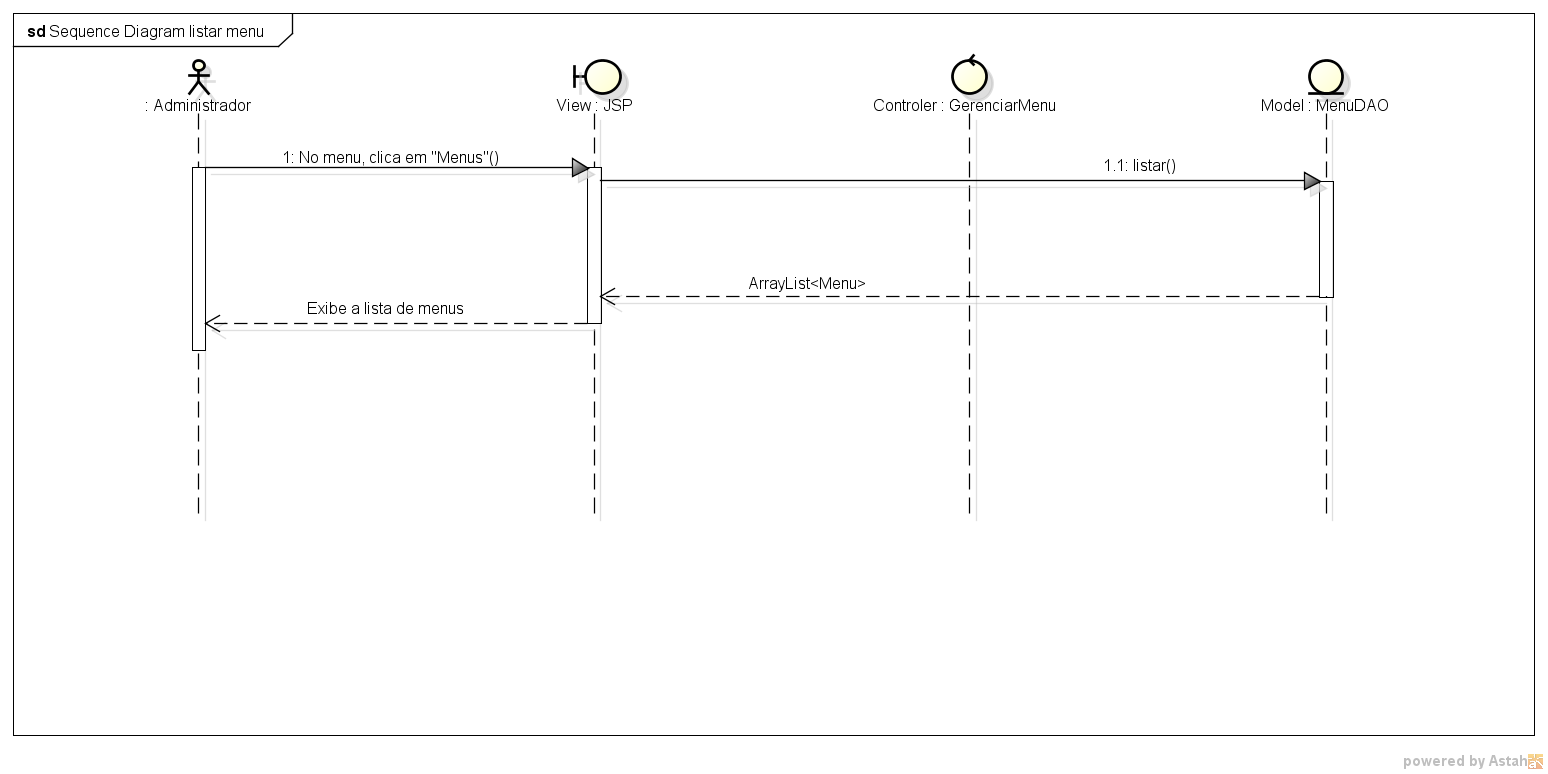 sd Sequence Diagram listar menu
: Administrador
View : JSP
Controler : GerenciarMenu
Model : MenuDAO
1: No menu, clica em "Menus"()
1.1: listar()
ArrayList<Menu>
Exibe a lista de menus
powered by Astah